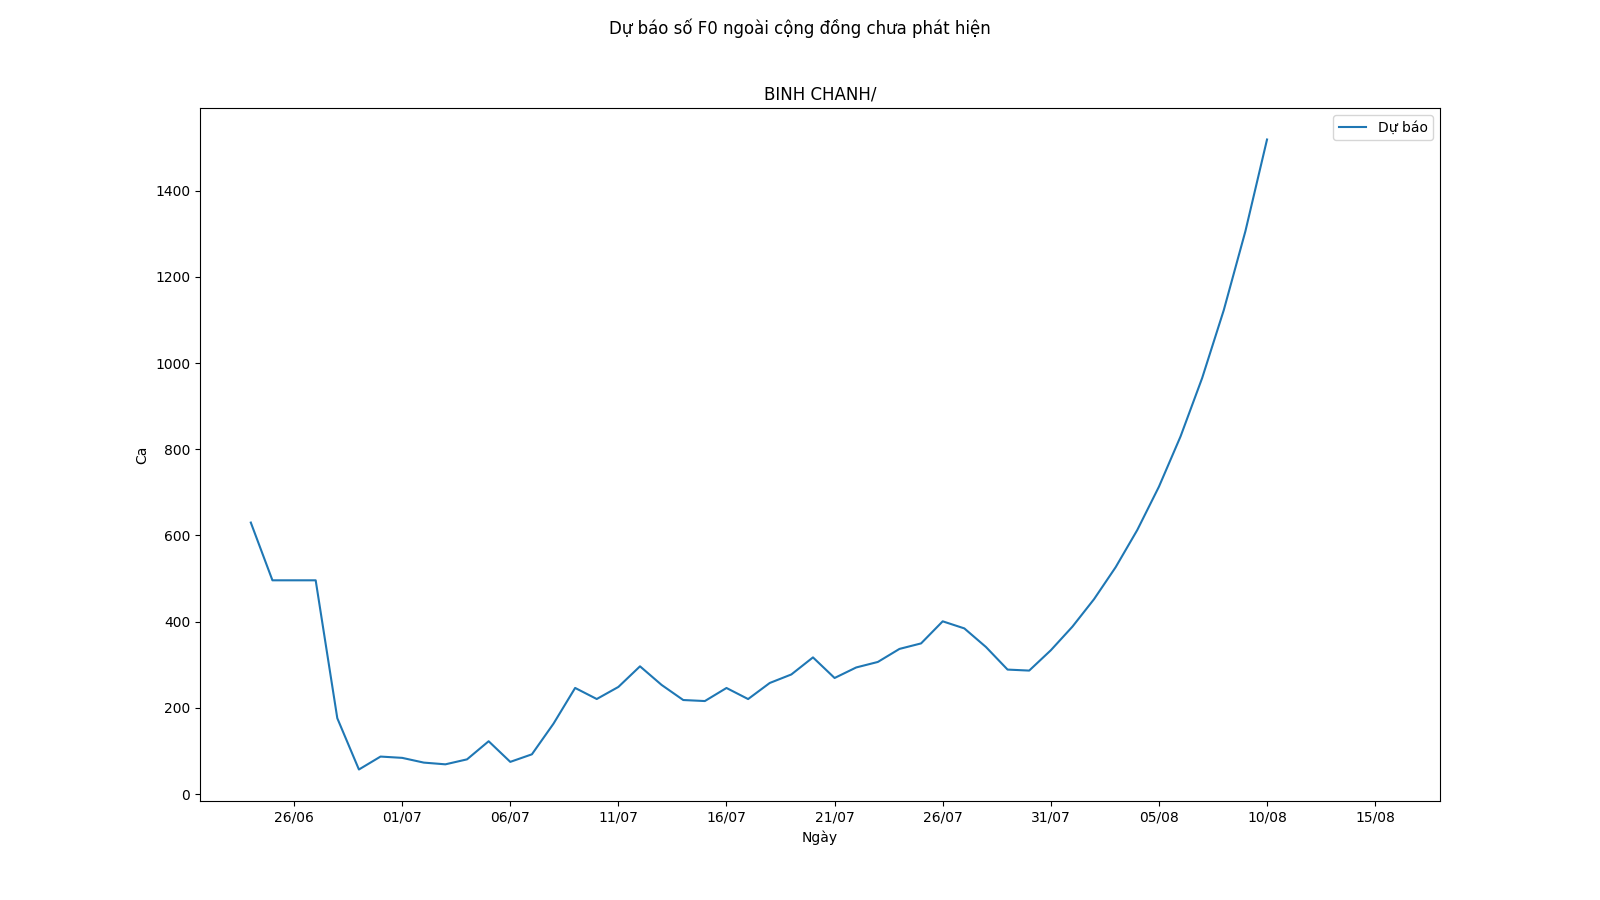 Dự báo số F0 ngoài cộng đồng chưa phát hiện
BINH CHANH/
Dự báo
1400
1200
1000
800
600
400
200
0
Ca
26/06 01/07 06/07 11/07 16/07 21/07 26/07 31/07 05/08 10/08 15/08
Ngày